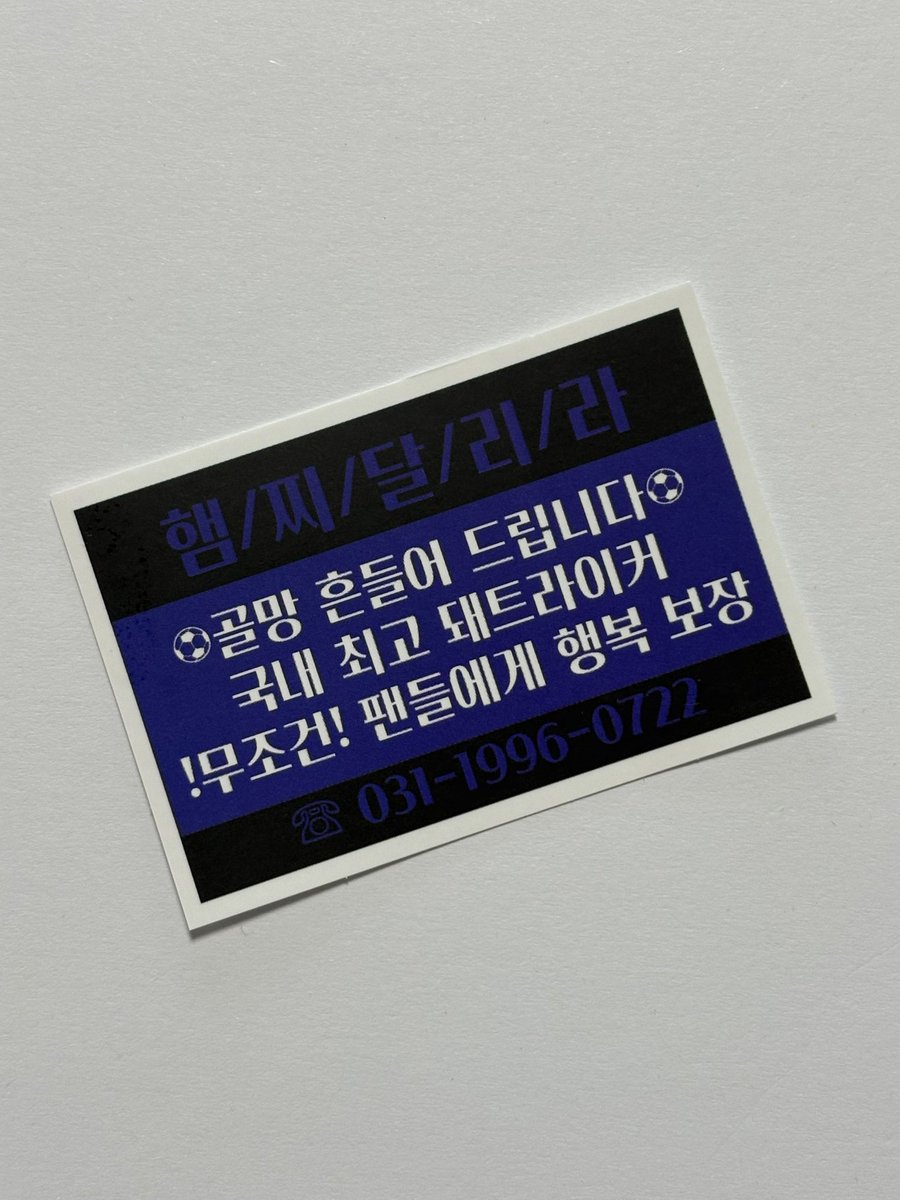 햄/찌/달/리/라
⚽골망 흔들어 드립니다⚽
국내 최고 태트라이커
!무조건! 팬들에게 행복 보장
☎ 031-1996-0722